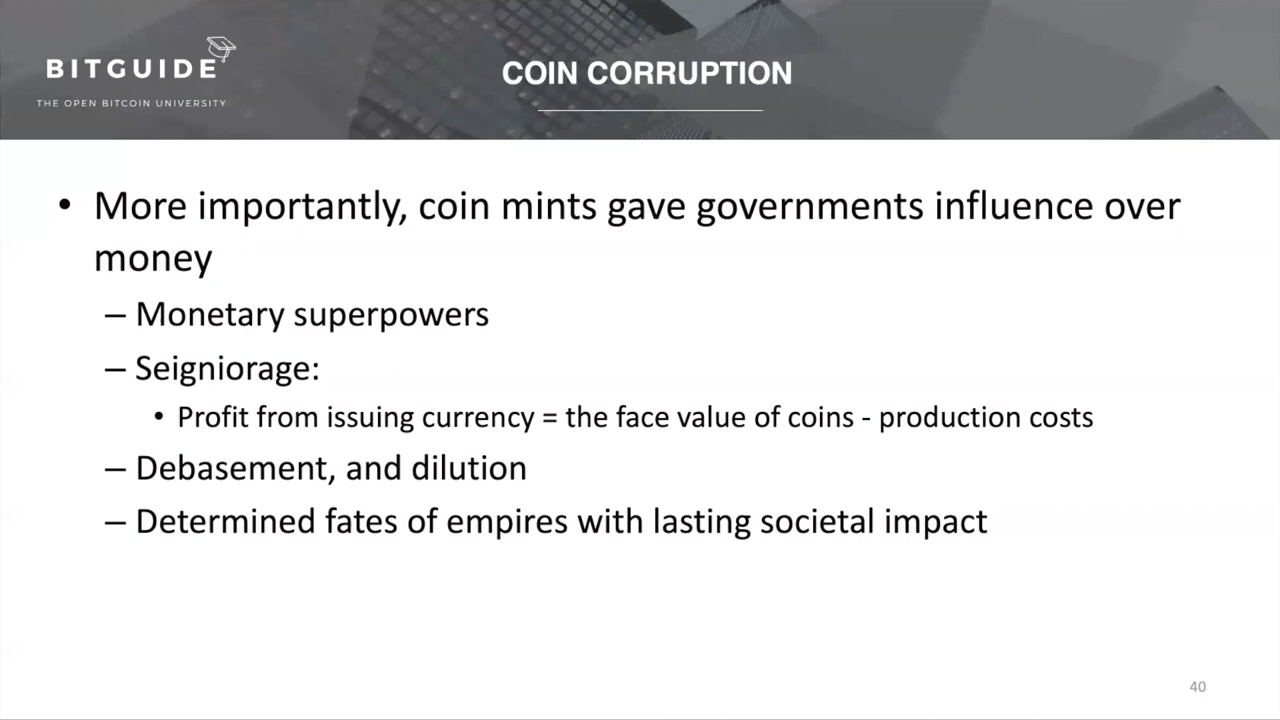 BITGUIDE
THE OPEN BITCOIN UNIVERSITY
COIN CORRUPTION
• More importantly, coin mints gave governments influence over
money
– Monetary superpowers
– Seigniorage:
• Profit from issuing currency = the face value of coins - production costs
– Debasement, and dilution
– Determined fates of empires with lasting societal impact
40